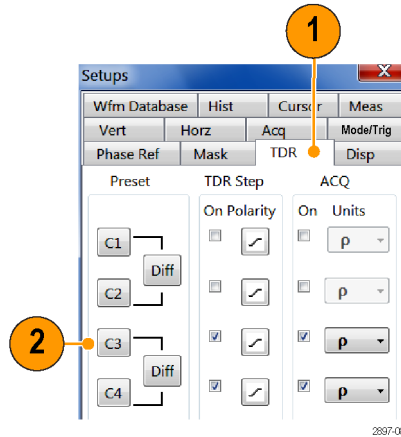 1
Setups
X
Wfm Database Hist Cursor Meas
Vert Horz Acq Mode/Trig
Phase Ref Mask TDR Disp
Preset TDR Step ACQ
On Polarity On Units
C1 ρ
Diff
C2 ρ
2 C3 ρ
Diff
C4 ρ